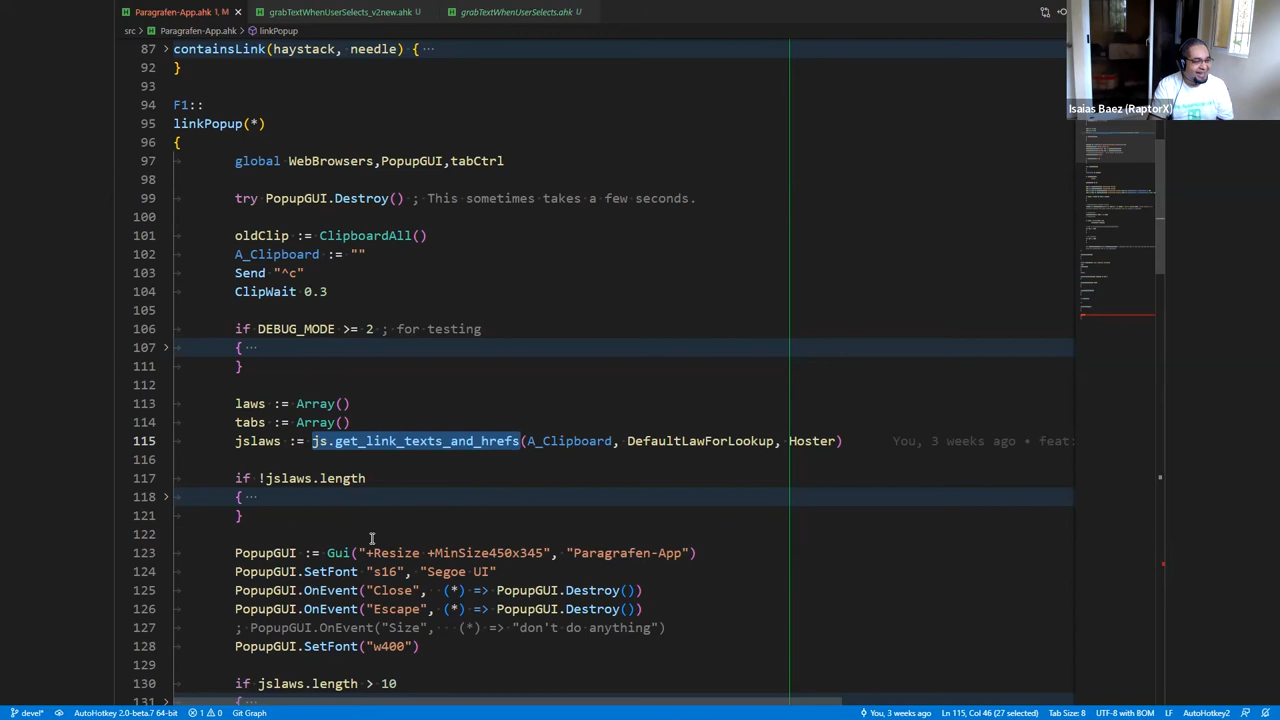 Paragrafen-App.ahk 1, M
grabTextWhenUserSelects_v2new.ahk U
grabTextWhenUserSelects.ahk U
src > Paragrafen-App.ahk > linkPopup
Isaias Baez (RaptorX)
87 containsLink(haystack, needle) { ···
92 }
93
94 F1::
95 linkPopup(*)
96 {
97 global WebBrowsers,PopupGUI,tabCtrl
98
99 try PopupGUI.Destroy() ; This sometimes takes a few seconds.
100
101 oldClip := ClipboardAll()
102 A_Clipboard := ""
103 Send "^c"
104 ClipWait 0.3
105
106 if DEBUG_MODE >= 2 ; for testing
107 { ···
111 }
112
113 laws := Array()
114 tabs := Array()
115 jslaws := js.get_link_texts_and_hrefs(A_Clipboard, DefaultLawForLookup, Hoster) You, 3 weeks ago • feat:
116
117 if !jslaws.length
118 { ···
121 }
122
123 PopupGUI := Gui("+Resize +MinSize450x345", "Paragrafen-App")
124 PopupGUI.SetFont "s16", "Segoe UI"
125 PopupGUI.OnEvent("Close", (*) => PopupGUI.Destroy())
126 PopupGUI.OnEvent("Escape", (*) => PopupGUI.Destroy())
127 ; PopupGUI.OnEvent("Size", (*) => "don't do anything")
128 PopupGUI.SetFont("w400")
129
130 if jslaws.length > 10
131 {
devel* 1 0 Git Graph You, 3 weeks ago Ln 115, Col 46 (27 selected) Tab Size: 8 UTF-8 with BOM LF AutoHotkey2
AutoHotkey 2.0-beta.7 64-bit